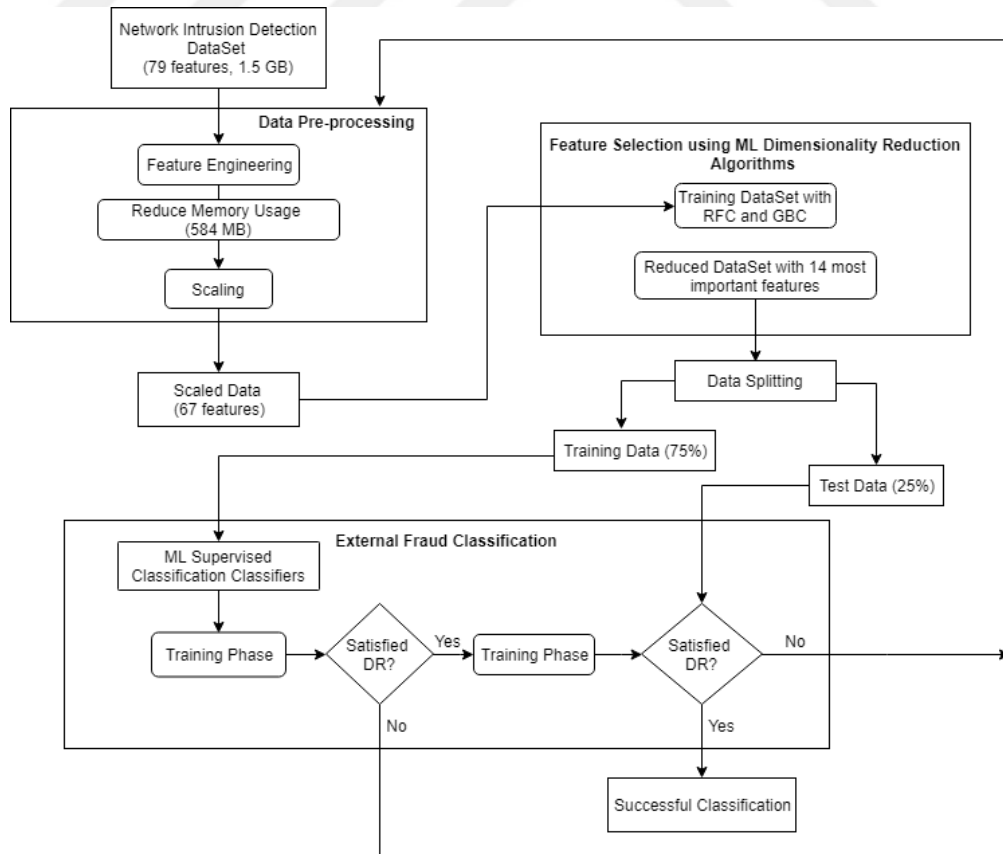 Network Intrusion Detection
DataSet
(79 features, 1.5 GB)
Data Pre-processing
Feature Engineering
Reduce Memory Usage
(584 MB)
Scaling
Scaled Data
(67 features)
Feature Selection using ML Dimensionality Reduction
Algorithms
Training DataSet with
RFC and GBC
Reduced DataSet with 14 most
important features
Data Splitting
Training Data (75%)
Test Data (25%)
External Fraud Classification
ML Supervised
Classification Classifiers
Training Phase
Satisfied
DR?
Yes
No
Training Phase
Satisfied
DR?
No
Yes
Successful Classification